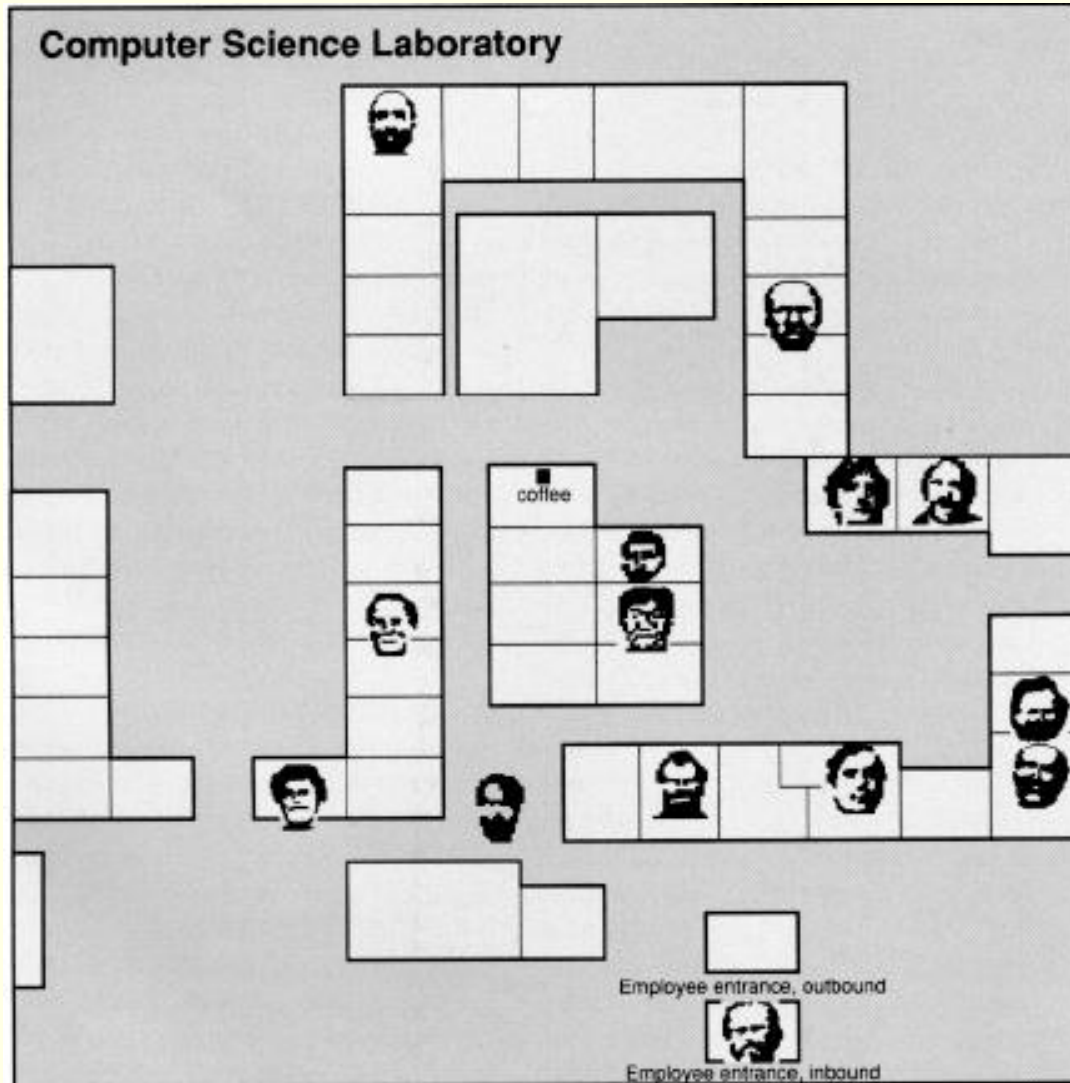 Computer Science Laboratory
coffee
Employee entrance, outbound
Employee entrance, inbound